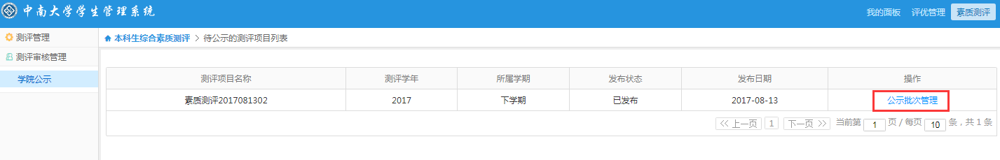 中南大学学生管理系统
我的面板 评优管理 素质测评
测评管理
测评审核管理
学院公示
本科生综合素质测评 > 待公示的测评项目列表
测评项目名称 测评学年 所属学期 发布状态 发布日期 操作
素质测评2017081302 2017 下学期 已发布 2017-08-13 公示批次管理
<< 上一页 1 下一页 >> 当前第 1 页 / 每页 10 条，共 1 条